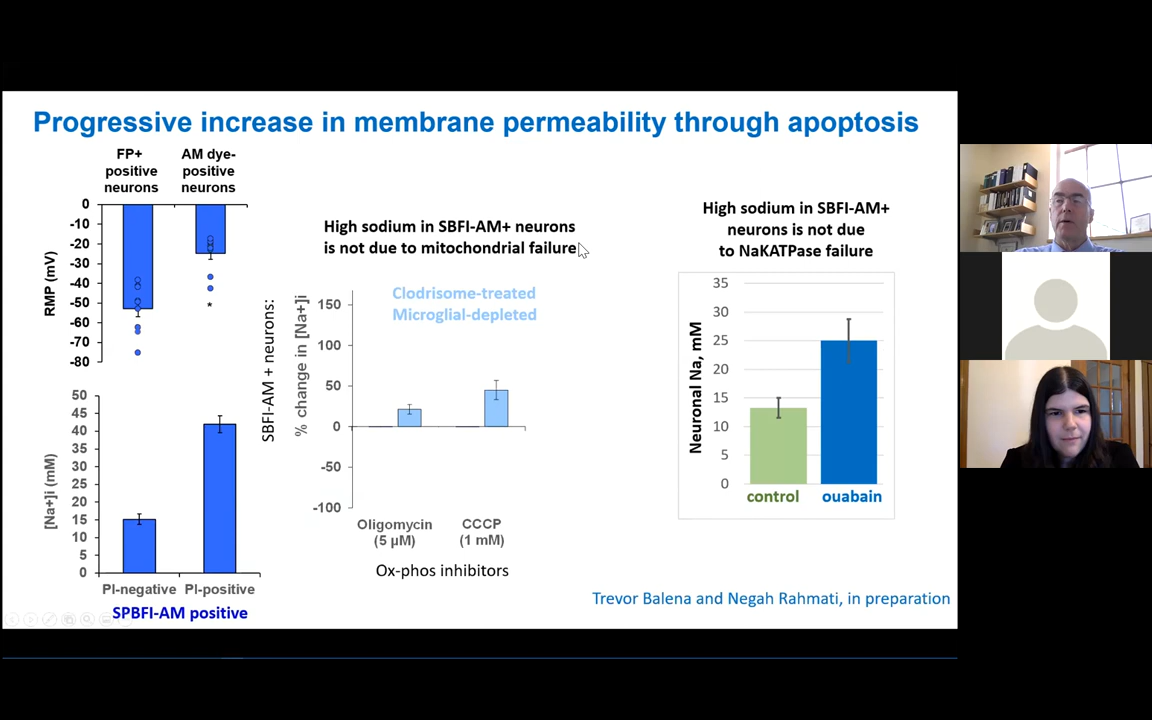 Progressive increase in membrane permeability through apoptosis
FP+
positive
neurons
AM dye-
positive
neurons
0
-10
-20
-30
-40
-50
-60
-70
-80
RMP (mV)
*
50
45
40
35
30
25
20
15
10
5
0
[Na+]i (mM)
PI-negative
PI-positive
SPBFI-AM positive
High sodium in SBFI-AM+ neurons
is not due to mitochondrial failure
SBFI-AM + neurons:
% change in [Na+]i
Clodrisome-treated
Microglial-depleted
150
100
50
0
-50
-100
Oligomycin
(5 µM)
CCCP
(1 mM)
Ox-phos inhibitors
High sodium in SBFI-AM+
neurons is not due
to NaKATPase failure
Neuronal Na, mM
35
30
25
20
15
10
5
0
control
ouabain
Trevor Balena and Negah Rahmati, in preparation